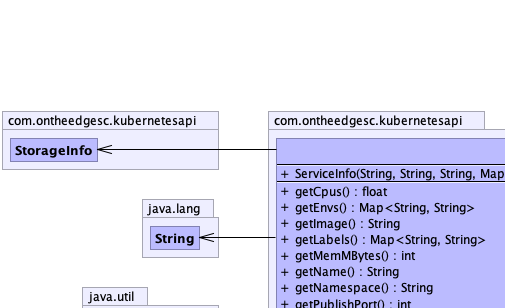 com.ontheedgesc.kubernetesapi
StorageInfo
java.lang
String
java.util
com.ontheedgesc.kubernetesapi
+ ServiceInfo(String, String, String, Map
+ getCpus() : float
+ getEnvs() : Map<String, String>
+ getImage() : String
+ getLabels() : Map<String, String>
+ getMemMBytes() : int
+ getName() : String
+ getNamespace() : String
+ getPublishPort() : int